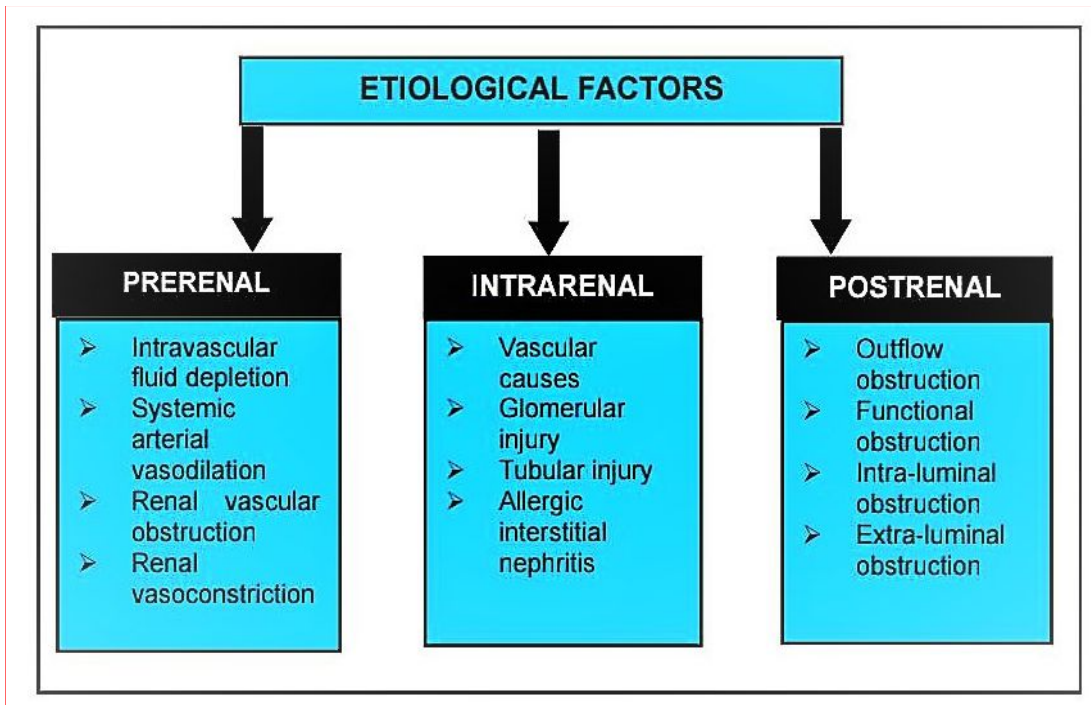 ETIOLOGICAL FACTORS
PRERENAL
➢ Intravascular
fluid depletion
➢ Systemic
arterial
vasodilation
➢ Renal vascular
obstruction
➢ Renal
vasoconstriction
INTRARENAL
➢ Vascular
causes
➢ Glomerular
injury
➢ Tubular injury
➢ Allergic
interstitial
nephritis
POSTRENAL
➢ Outflow
obstruction
➢ Functional
obstruction
➢ Intra-luminal
obstruction
➢ Extra-luminal
obstruction